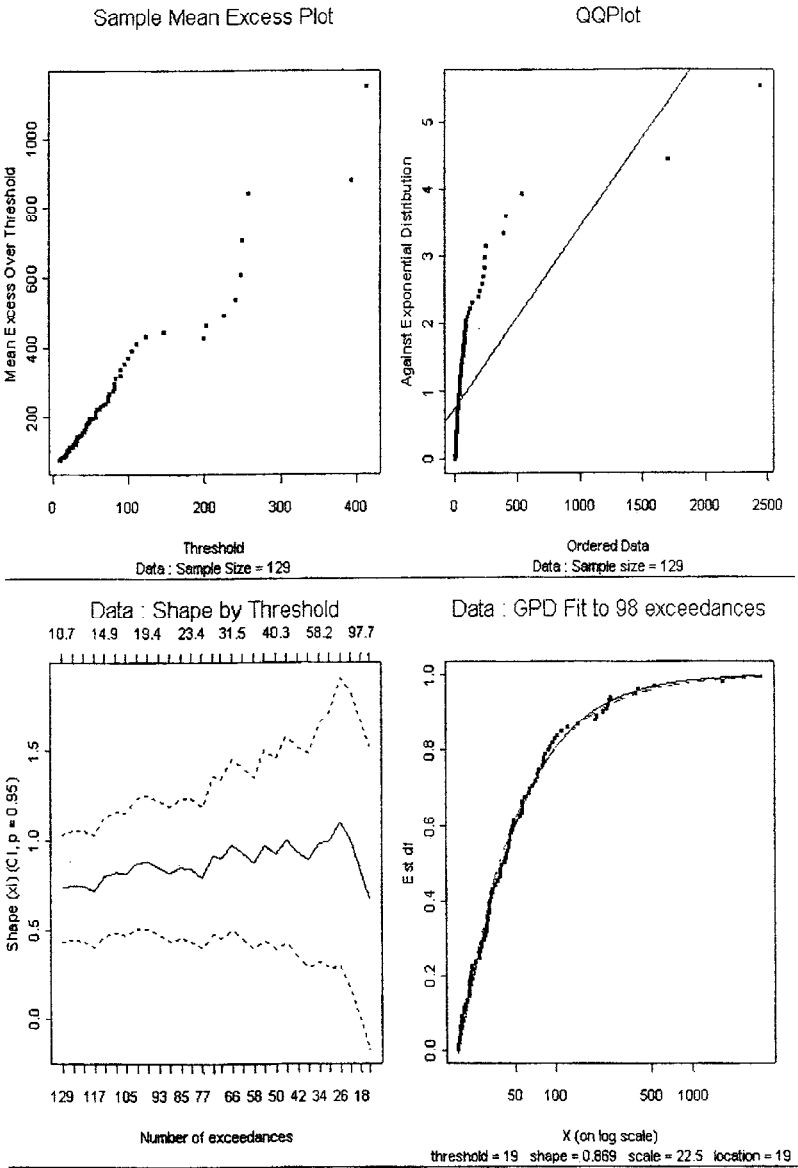 Sample Mean Excess Plot
Mean Excess Over Threshold
200 400 600 800 1000
0 100 200 300 400
Threshold
Data : Sample Size = 129
QQPlot
Against Exponential Distribution
0 1 2 3 4 5
0 500 1000 1500 2000 2500
Ordered Data
Data : Sample size = 129
Data : Shape by Threshold
10.7 14.9 19.4 23.4 31.5 40.3 58.2 97.7
Shape (xi) (CI, p = 0.95)
0.0 0.5 1.0 1.5
129 117 105 93 85 77 66 58 50 42 34 26 18
Number of exceedances
Data : GPD Fit to 98 exceedances
Est df
0.0 0.2 0.4 0.6 0.8 1.0
50 100 500 1000
X (on log scale)
threshold = 19 shape = 0.869 scale = 22.5 location = 19